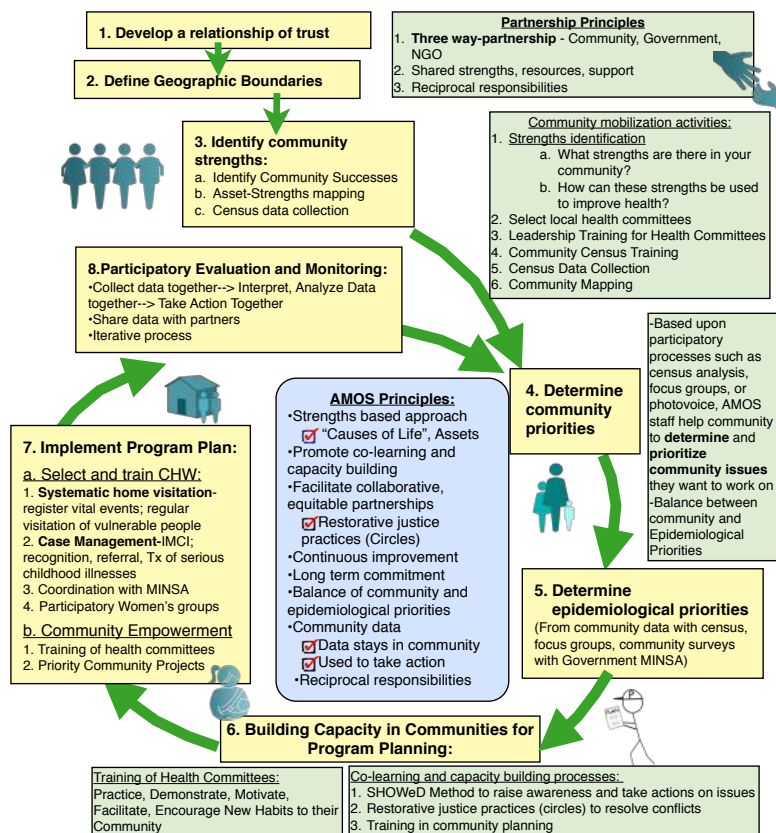 1. Develop a relationship of trust
2. Define Geographic Boundaries
3. Identify community
strengths:
a. Identify Community Successes
b. Asset-Strengths mapping
c. Census data collection
Partnership Principles
1. Three way-partnership - Community, Government,
NGO
2. Shared strengths, resources, support
3. Reciprocal responsibilities
Community mobilization activities:
1. Strengths identification
a. What strengths are there in your
community?
b. How can these strengths be used
to improve health?
2. Select local health committees
3. Leadership Training for Health Committees
4. Community Census Training
5. Census Data Collection
6. Community Mapping
8.Participatory Evaluation and Monitoring:
•Collect data together--> Interpret, Analyze Data
together--> Take Action Together
•Share data with partners
•Iterative process
4. Determine
community
priorities
-Based upon
participatory
processes such as
census analysis,
focus groups, or
photovoice, AMOS
staff help community
to determine and
prioritize
community issues
they want to work on
-Balance between
community and
Epidemiological
Priorities
AMOS Principles:
•Strengths based approach
"Causes of Life", Assets
•Promote co-learning and
capacity building
•Facilitate collaborative,
equitable partnerships
Restorative justice
practices (Circles)
•Continuous improvement
•Long term commitment
•Balance of community and
epidemiological priorities
•Community data
Data stays in community
Used to take action
•Reciprocal responsibilities
7. Implement Program Plan:
a. Select and train CHW:
1. Systematic home visitation-
register vital events; regular
visitation of vulnerable people
2. Case Management-IMCI;
recognition, referral, Tx of serious
childhood illnesses
3. Coordination with MINSA
4. Participatory Women's groups
b. Community Empowerment
1. Training of health committees
2. Priority Community Projects
5. Determine
epidemiological priorities
(From community data with census,
focus groups, community surveys
with Government MINSA)
P
6. Building Capacity in Communities for
Program Planning:
Training of Health Committees:
Practice, Demonstrate, Motivate,
Facilitate, Encourage New Habits to their
Community
Co-learning and capacity building processes:
1. SHOWeD Method to raise awareness and take actions on issues
2. Restorative justice practices (circles) to resolve conflicts
3. Training in community planning